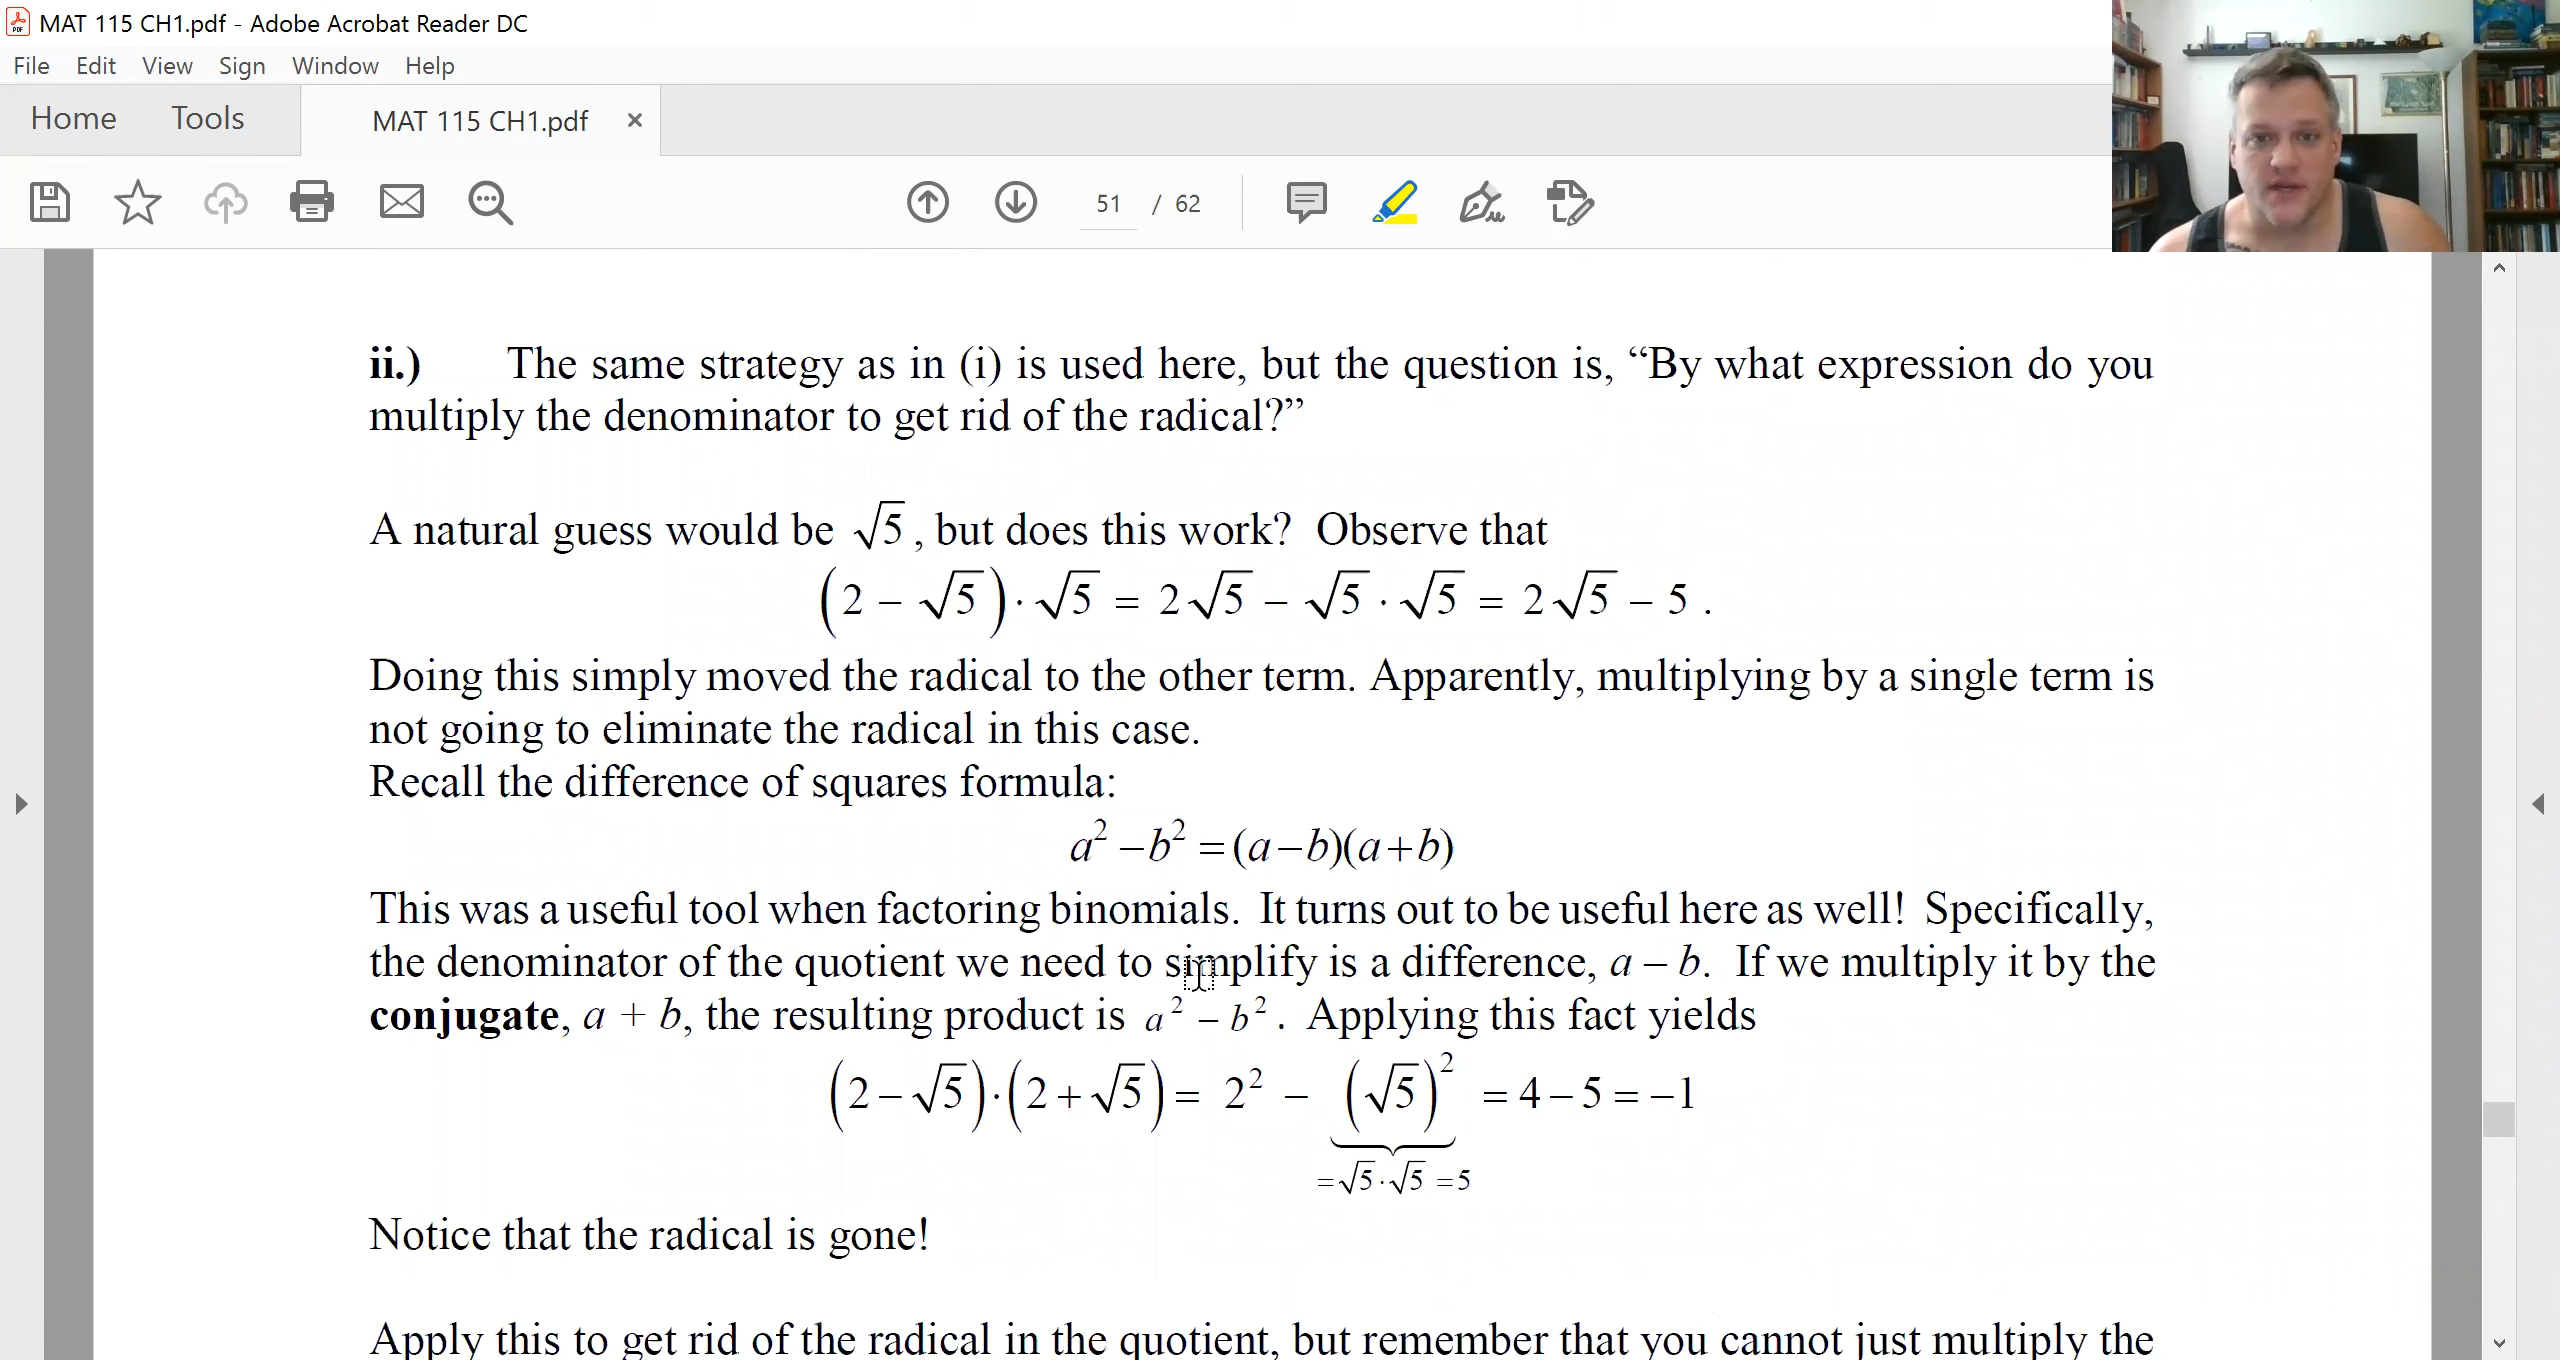 MAT 115 CH1.pdf - Adobe Acrobat Reader DC
File Edit View Sign Window Help
Home Tools MAT 115 CH1.pdf ×
51 / 62
ii.) The same strategy as in (i) is used here, but the question is, “By what expression do you
multiply the denominator to get rid of the radical?”
A natural guess would be √5 , but does this work? Observe that
(2 − √5) · √5 = 2√5 − √5 · √5 = 2√5 − 5 .
Doing this simply moved the radical to the other term. Apparently, multiplying by a single term is
not going to eliminate the radical in this case.
Recall the difference of squares formula:
a² − b² = (a − b)(a + b)
This was a useful tool when factoring binomials. It turns out to be useful here as well! Specifically,
the denominator of the quotient we need to simplify is a difference, a – b. If we multiply it by the
conjugate, a + b, the resulting product is a² − b² . Applying this fact yields
(2 − √5) · (2 + √5) = 2² − (√5)² = 4 − 5 = −1
= √5 · √5 = 5
Notice that the radical is gone!
Apply this to get rid of the radical in the quotient, but remember that you cannot just multiply the